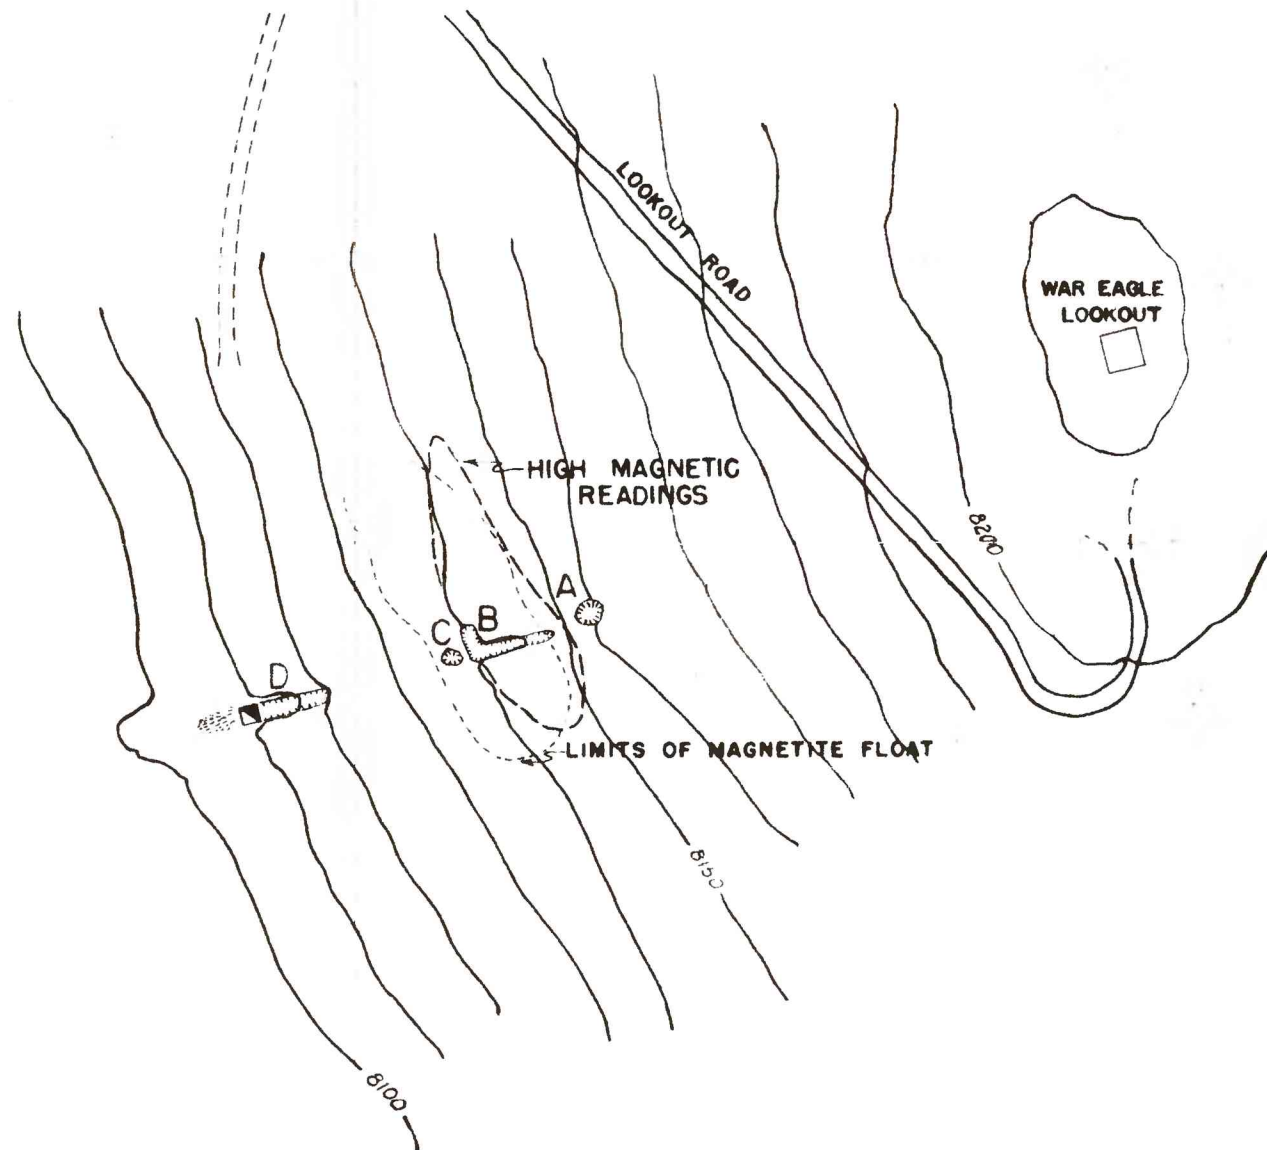 LOOKOUT ROAD
WAR EAGLE
LOOKOUT
HIGH MAGNETIC
READINGS
8200
A
B
C
D
LIMITS OF MAGNETITE FLOAT
8150
8100